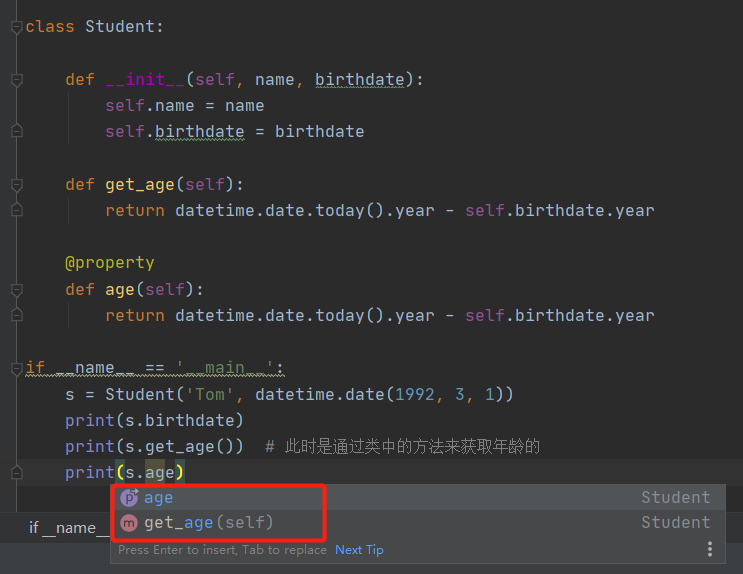 class Student:
def __init__(self, name, birthdate):
self.name = name
self.birthdate = birthdate
def get_age(self):
return datetime.date.today().year - self.birthdate.year
@property
def age(self):
return datetime.date.today().year - self.birthdate.year
if __name__ == '__main__':
s = Student('Tom', datetime.date(1992, 3, 1))
print(s.birthdate)
print(s.get_age())  # 此时是通过类中的方法来获取年龄的
print(s.age)
p age Student
m get_age(self) Student
if __name__
Press Enter to insert, Tab to replace Next Tip